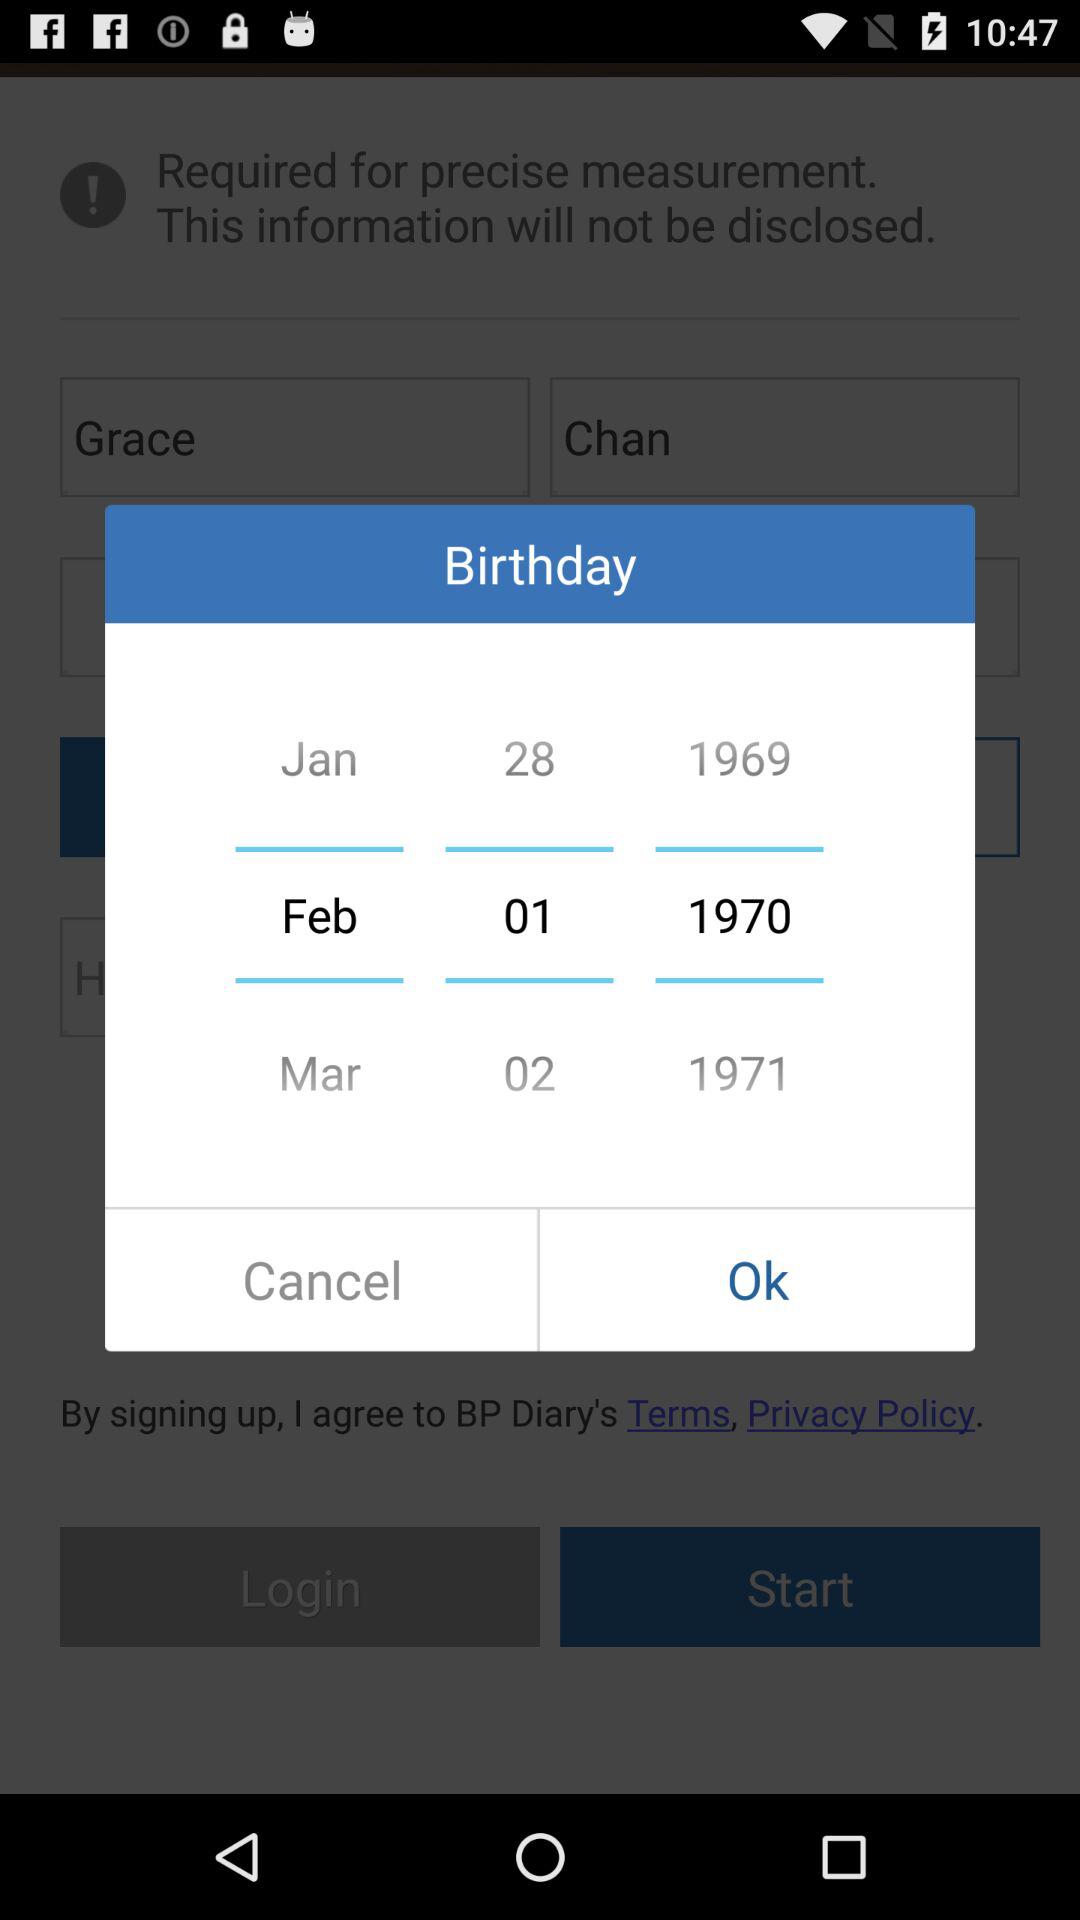 10:47
Required for precise measurement.
This information will not be disclosed.
Grace Chan
Birthday
Jan 28 1969
Feb 01 1970
H
Mar 02 1971
Cancel Ok
By signing up, I agree to BP Diary's Terms, Privacy Policy.
Login Start